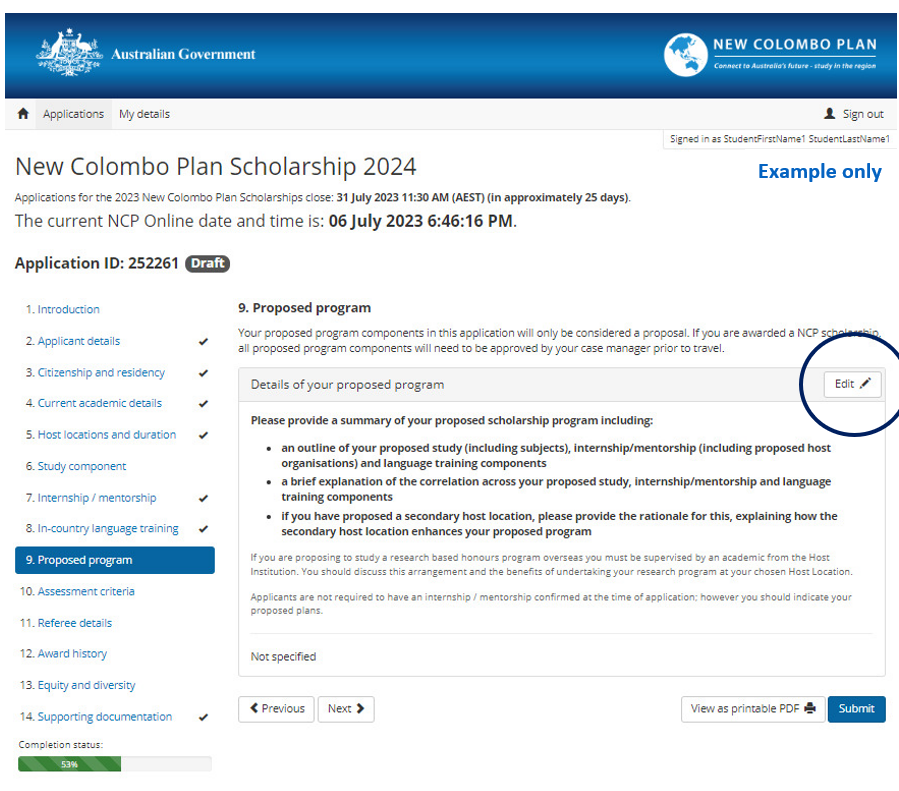 Australian Government
NEW COLOMBO PLAN
Connect to Australia's future - study in the region
Applications My details
Sign out
Signed in as StudentFirstName1 StudentLastName1
New Colombo Plan Scholarship 2024
Example only
Applications for the 2023 New Colombo Plan Scholarships close: 31 July 2023 11:30 AM (AEST) (in approximately 25 days).
The current NCP Online date and time is: 06 July 2023 6:46:16 PM.
Application ID: 252261 Draft
1. Introduction
2. Applicant details
3. Citizenship and residency
4. Current academic details
5. Host locations and duration
6. Study component
7. Internship / mentorship
8. In-country language training
9. Proposed program
10. Assessment criteria
11. Referee details
12. Award history
13. Equity and diversity
14. Supporting documentation
Completion status:
53%
9. Proposed program
Your proposed program components in this application will only be considered a proposal. If you are awarded a NCP scholarship,
all proposed program components will need to be approved by your case manager prior to travel.
Details of your proposed program
Edit
Please provide a summary of your proposed scholarship program including:
• an outline of your proposed study (including subjects), internship/mentorship (including proposed host
organisations) and language training components
• a brief explanation of the correlation across your proposed study, internship/mentorship and language
training components
• if you have proposed a secondary host location, please provide the rationale for this, explaining how the
secondary host location enhances your proposed program
If you are proposing to study a research based honours program overseas you must be supervised by an academic from the Host
Institution. You should discuss this arrangement and the benefits of undertaking your research program at your chosen Host Location.
Applicants are not required to have an internship / mentorship confirmed at the time of application; however you should indicate your
proposed plans.
Not specified
Previous
Next
View as printable PDF
Submit